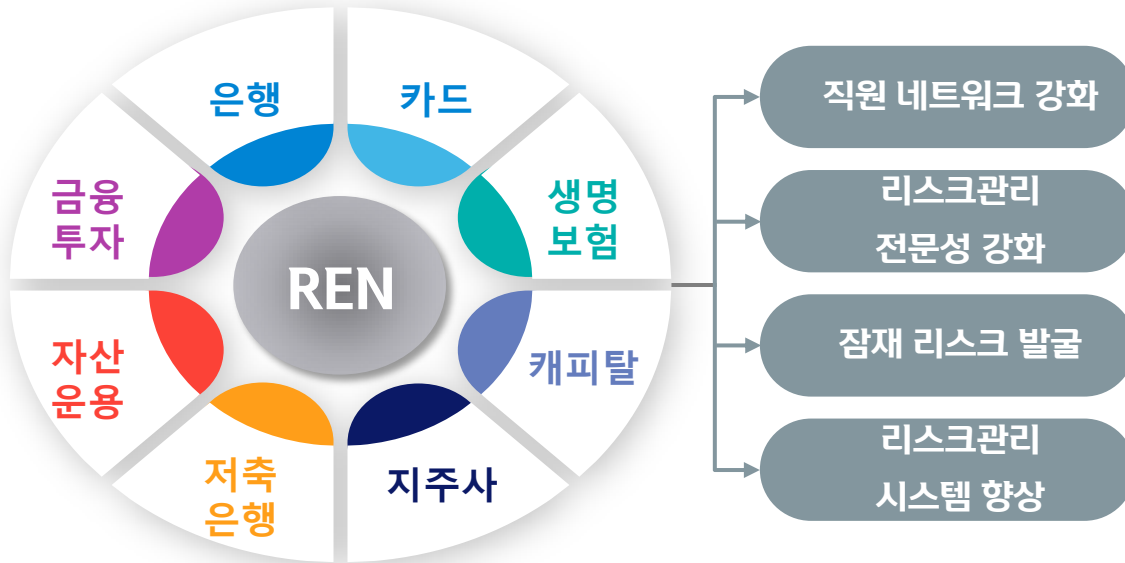 은행
카드
생명
보험
캐피탈
지주사
저축
은행
자산
운용
금융
투자
REN
직원 네트워크 강화
리스크관리
전문성 강화
잠재 리스크 발굴
리스크관리
시스템 향상